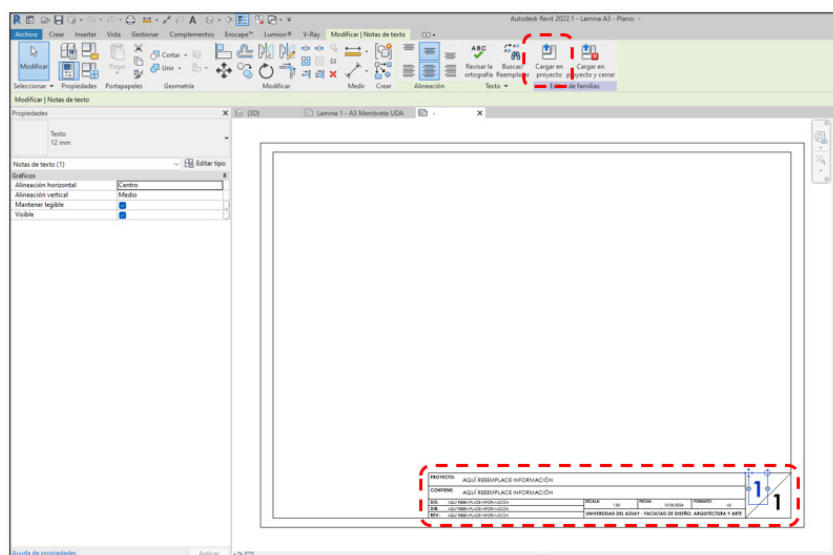 Autodesk Revit 2022.1 - Lamina A3 - Plano: -
Archivo Crear Insertar Vista Gestionar Complementos Enscape™ Lumion® V-Ray Modificar | Notas de texto
Modificar
Pegar
Cortar
Unir
Revisar la ortografía
Buscar/Reemplazar
Cargar en proyecto
Cargar en proyecto y cerrar
Seleccionar Propiedades Portapapeles Geometría Modificar Medir Crear Alineación Texto Editor de familias
Modificar | Notas de texto
Propiedades
{3D}
Lamina 1 - A3 Membrete UDA
-
Texto
12 mm
Notas de texto (1)
Editar tipo
Gráficos
Alineación horizontal Centro
Alineación vertical Medio
Mantener legible
Visible
PROYECTO: AQUÍ REEEMPLACE INFORMACIÓN
CONTIENE: AQUÍ REEEMPLACE INFORMACIÓN
DIS:
DIB:
REV:
ESCALA:
FECHA:
FORMATO:
UNIVERSIDAD DEL AZUAY - FACULTAD DE DISEÑO, ARQUITECTURA Y ARTE
1
1
Ayuda de propiedades
Aplicar